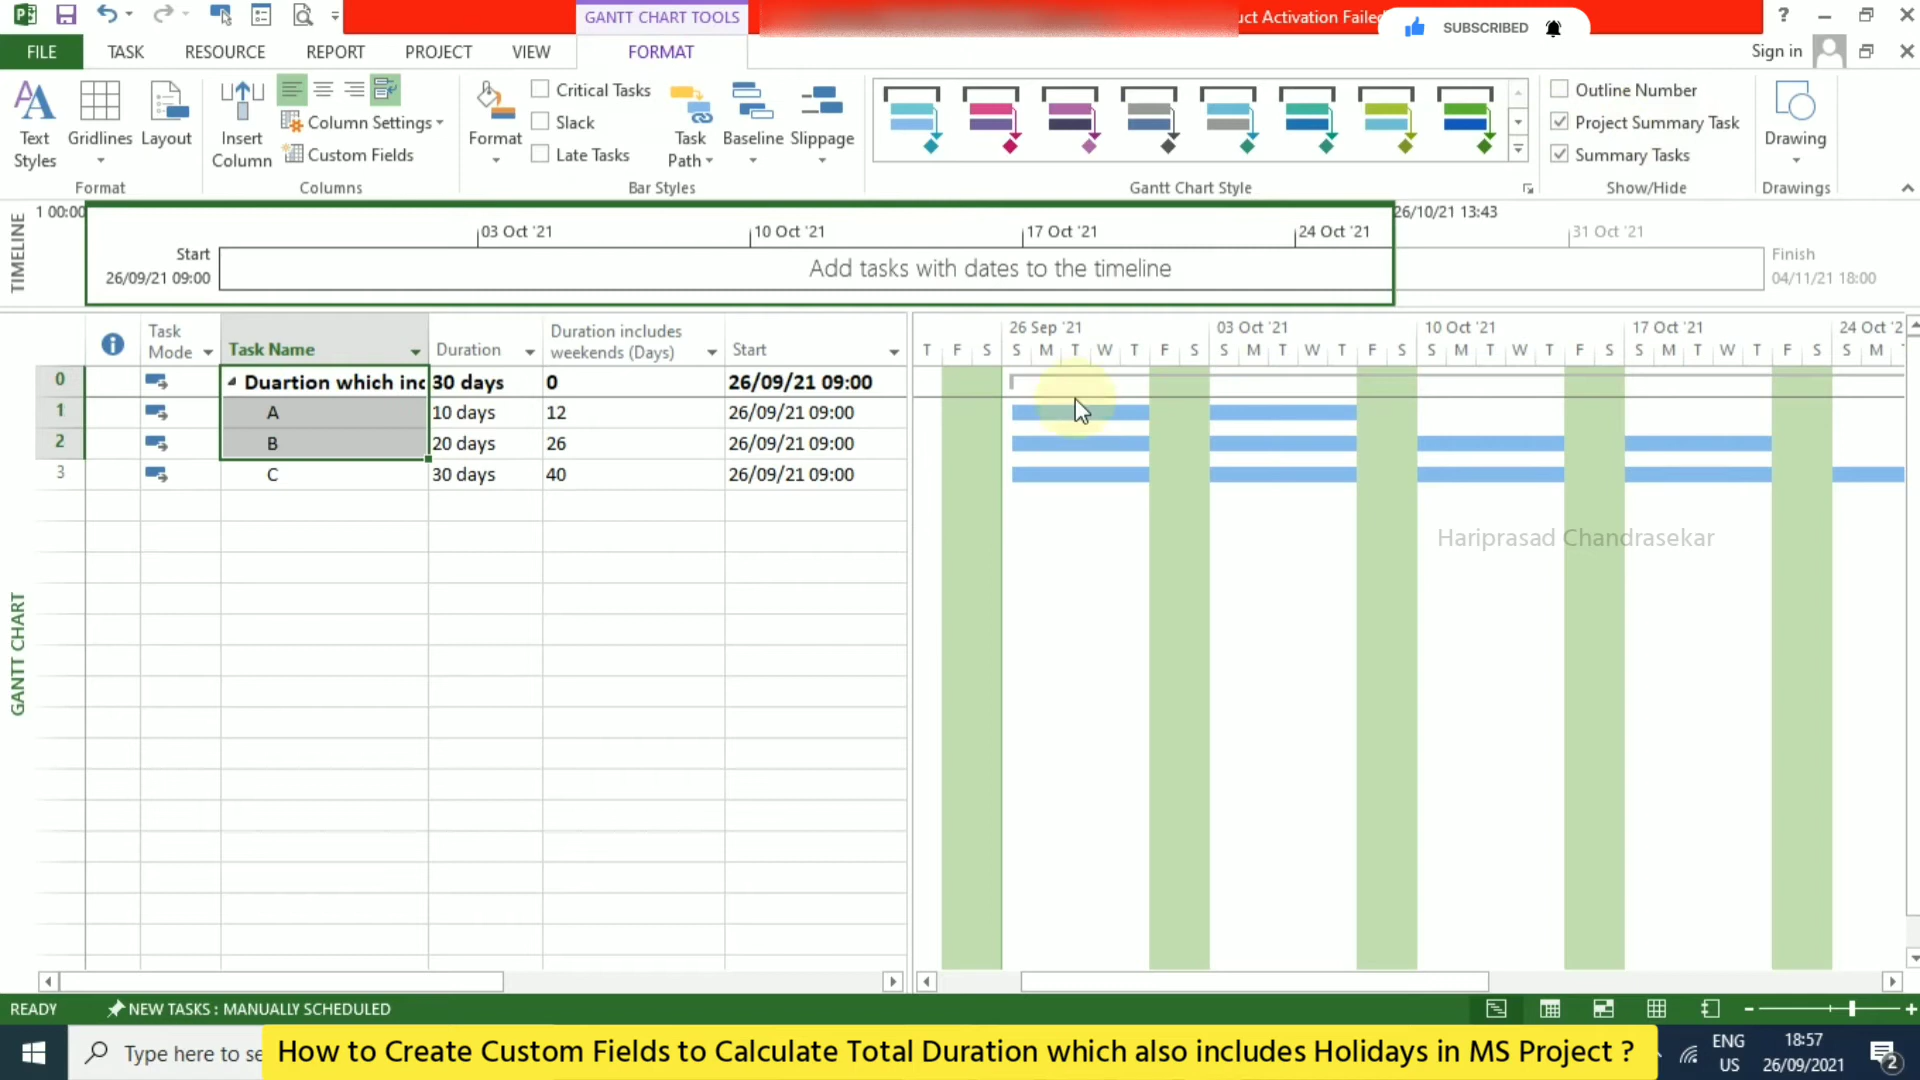 GANTT CHART TOOLS
uct Activation Failed
SUBSCRIBED
?
FILE TASK RESOURCE REPORT PROJECT VIEW FORMAT
Sign in
Text Styles
Gridlines
Layout
Format
Insert Column
Column Settings
Custom Fields
Columns
Format
Critical Tasks
Slack
Late Tasks
Task Path
Baseline
Slippage
Bar Styles
Gantt Chart Style
Outline Number
Project Summary Task
Summary Tasks
Show/Hide
Drawing
Drawings
TIMELINE
1 00:00
26/10/21 13:43
03 Oct '21 10 Oct '21 17 Oct '21 24 Oct '21 31 Oct '21
Start
26/09/21 09:00
Add tasks with dates to the timeline
Finish
04/11/21 18:00
Task Mode
Task Name
Duration
Duration includes weekends (Days)
Start
26 Sep '21 03 Oct '21 10 Oct '21 17 Oct '21 24 Oct '2
T F S S M T W T F S S M T W T F S S M T W T F S S M T W T F S S M
0 Duartion which inc 30 days 0 26/09/21 09:00
1 A 10 days 12 26/09/21 09:00
2 B 20 days 26 26/09/21 09:00
3 C 30 days 40 26/09/21 09:00
Hariprasad Chandrasekar
GANTT CHART
READY NEW TASKS : MANUALLY SCHEDULED
Type here to se
How to Create Custom Fields to Calculate Total Duration which also includes Holidays in MS Project ?
ENG
US
18:57
26/09/2021
2